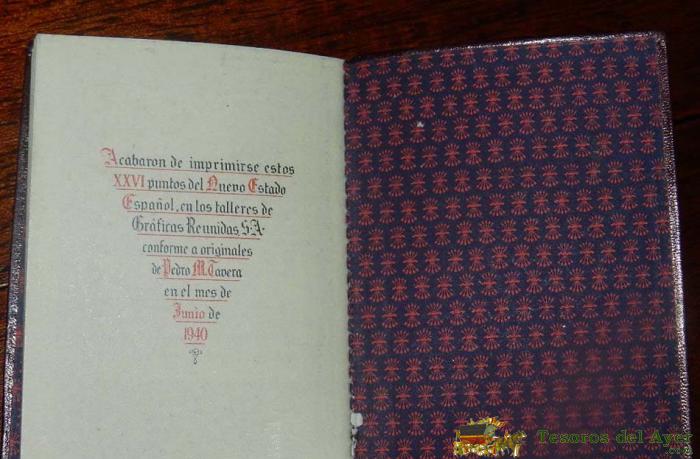 Acabaron de imprimirse estos
XXVI puntos del Nuevo Estado
Español, en los talleres de
Gráficas Reunidas, S.A.
conforme a originales
de Pedro M. Tavera
en el mes de
Junio de
1940
Tesoros del Ayer
.com